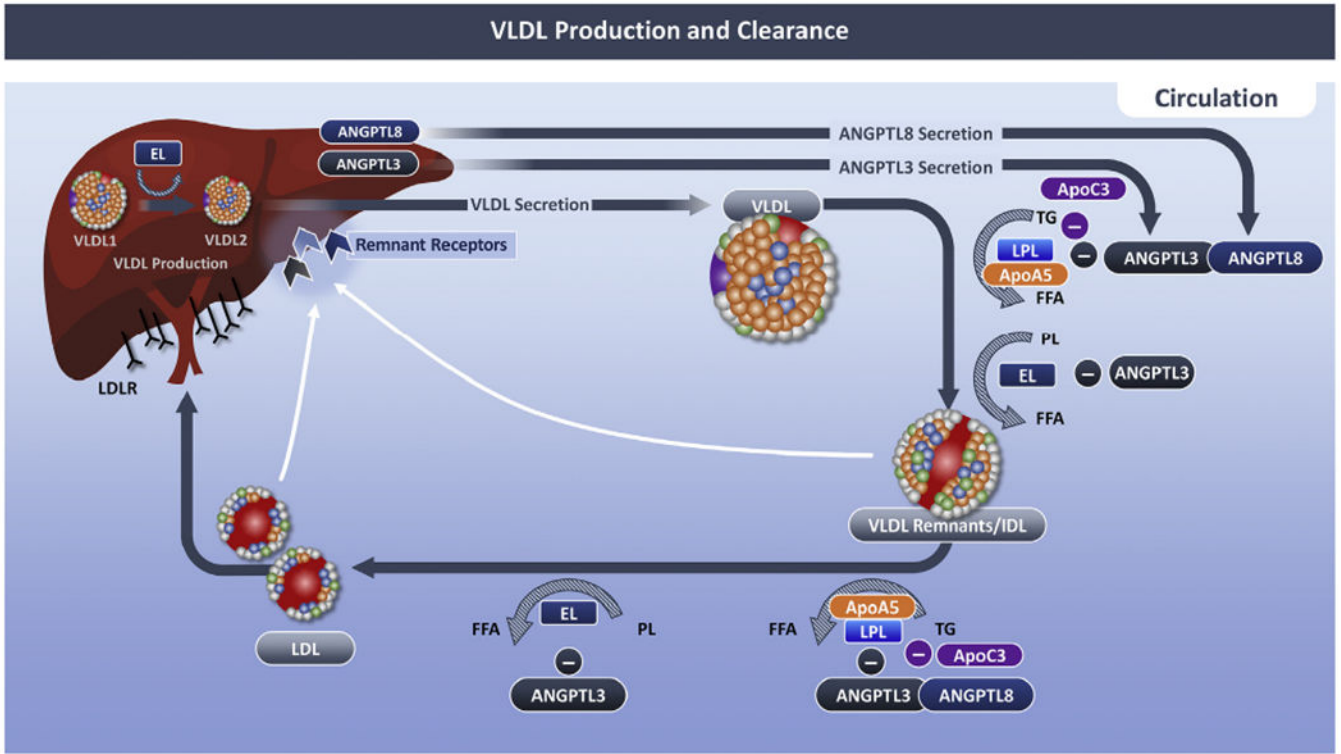 VLDL Production and Clearance
Circulation
ANGPTL8
ANGPTL8 Secretion
ANGPTL3
ANGPTL3 Secretion
EL
VLDL1
VLDL2
VLDL Production
VLDL Secretion
VLDL
Remnant Receptors
LDLR
ApoC3
TG
−
LPL
−
ANGPTL3
ANGPTL8
ApoA5
FFA
PL
EL
−
ANGPTL3
FFA
VLDL Remnants/IDL
LDL
FFA
EL
PL
−
ANGPTL3
FFA
ApoA5
LPL
TG
−
−
ApoC3
ANGPTL3
ANGPTL8